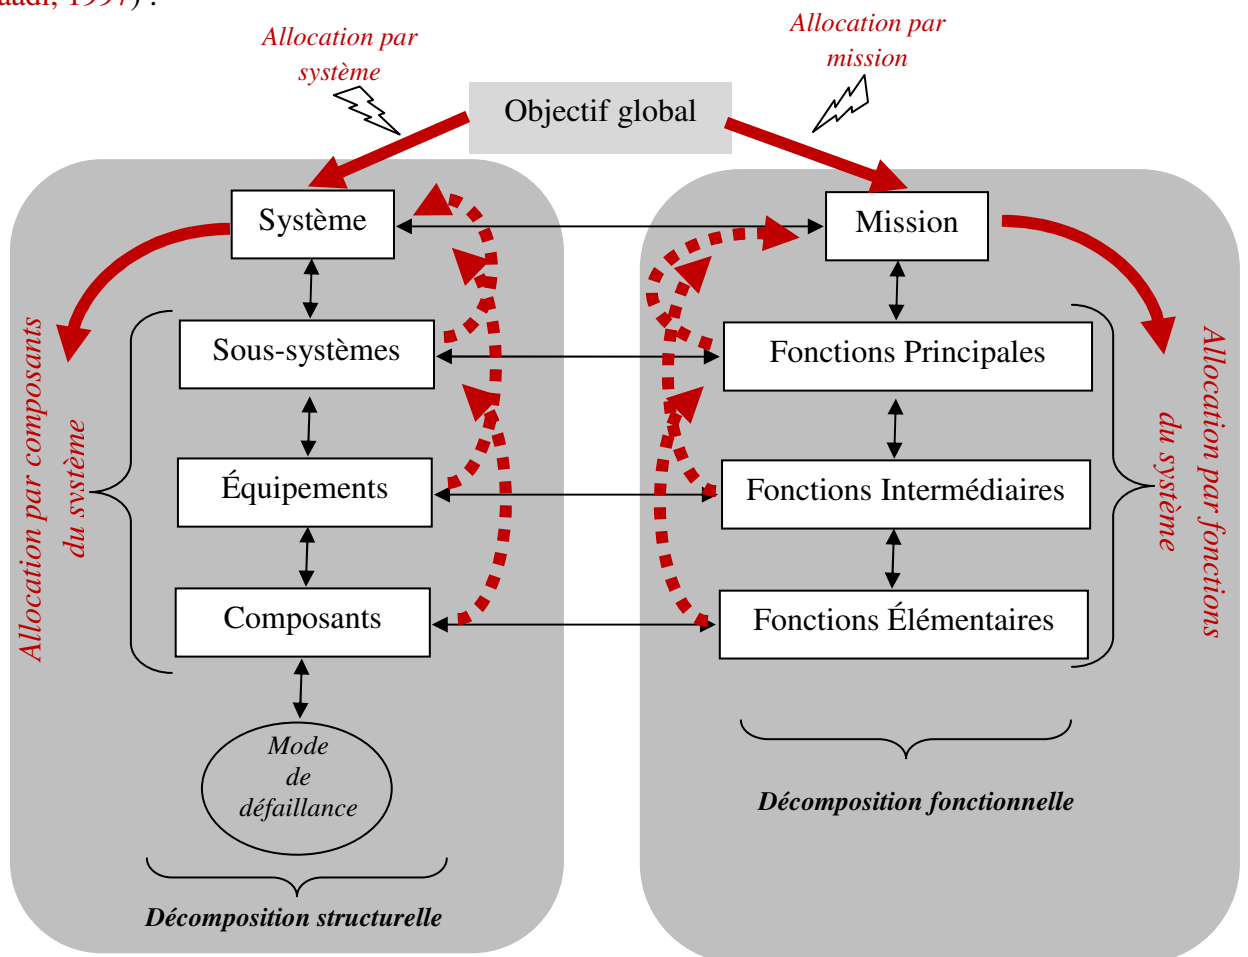 1997) :
Allocation par
système
Allocation par
mission
Objectif global
Système
Mission
Sous-systèmes
Fonctions Principales
Équipements
Fonctions Intermédiaires
Composants
Fonctions Élémentaires
Allocation par composants
du système
Allocation par fonctions
du système
Mode
de
défaillance
Décomposition fonctionnelle
Décomposition structurelle